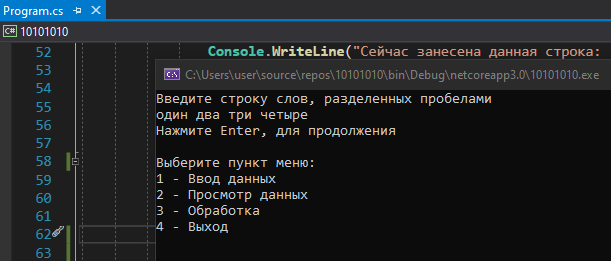 Program.cs
C# 10101010
52 Console.WriteLine("Сейчас занесена данная строка:
53
54 C:\Users\user\source\repos\10101010\bin\Debug\netcoreapp3.0\10101010.exe
55 Введите строку слов, разделенных пробелами
56 один два три четыре
57 Нажмите Enter, для продолжения
58 Выберите пункт меню:
59 1 - Ввод данных
60 2 - Просмотр данных
61 3 - Обработка
62 4 - Выход
63